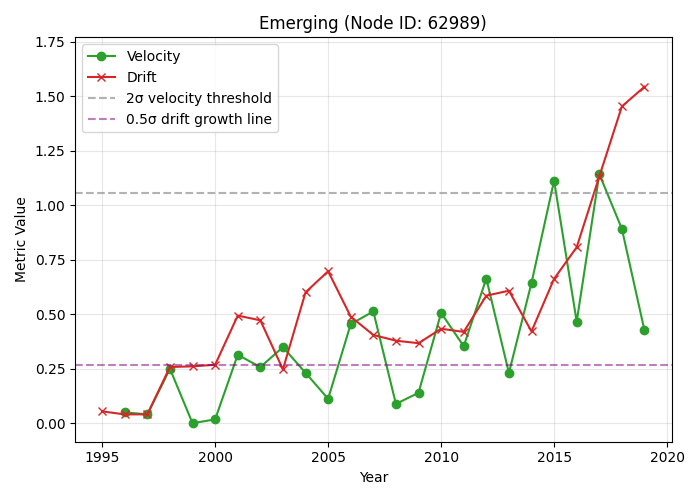 Emerging (Node ID: 62989)
Velocity
Drift
2σ velocity threshold
0.5σ drift growth line
Metric Value
1.75
1.50
1.25
1.00
0.75
0.50
0.25
0.00
1995
2000
2005
2010
2015
2020
Year